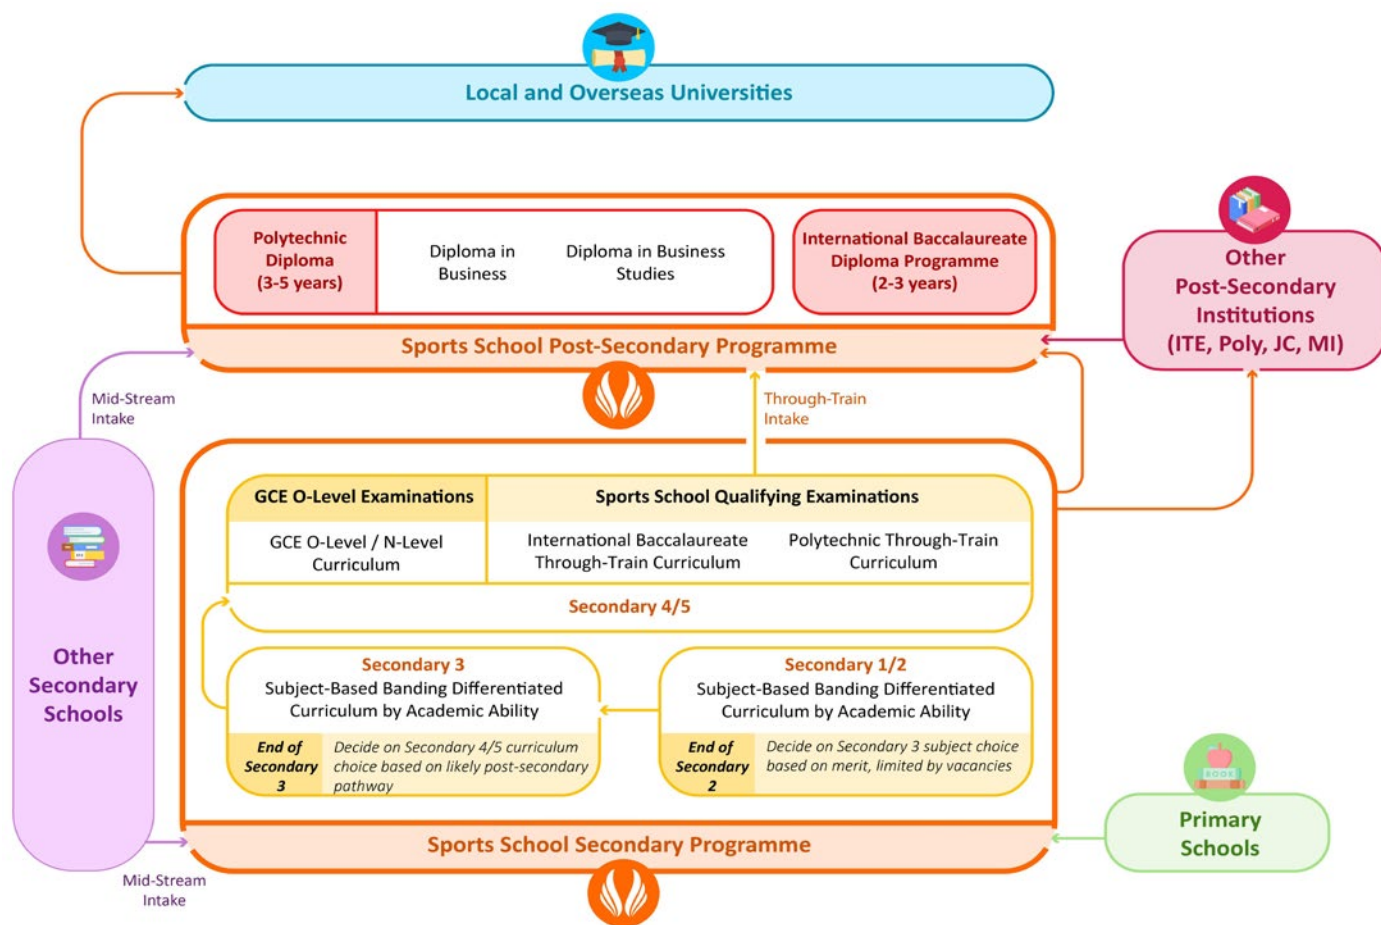 Local and Overseas Universities
Polytechnic
Diploma
(3-5 years)
Diploma in
Business
Diploma in Business
Studies
International Baccalaureate
Diploma Programme
(2-3 years)
Sports School Post-Secondary Programme
Other
Post-Secondary
Institutions
(ITE, Poly, JC, MI)
Mid-Stream
Intake
Through-Train
Intake
GCE O-Level Examinations
Sports School Qualifying Examinations
GCE O-Level / N-Level
Curriculum
International Baccalaureate
Through-Train Curriculum
Polytechnic Through-Train
Curriculum
Secondary 4/5
Other
Secondary
Schools
Secondary 3
Subject-Based Banding Differentiated
Curriculum by Academic Ability
End of
Secondary
3
Decide on Secondary 4/5 curriculum
choice based on likely post-secondary
pathway
Secondary 1/2
Subject-Based Banding Differentiated
Curriculum by Academic Ability
End of
Secondary
2
Decide on Secondary 3 subject choice
based on merit, limited by vacancies
BOOK
Primary
Schools
Sports School Secondary Programme
Mid-Stream
Intake